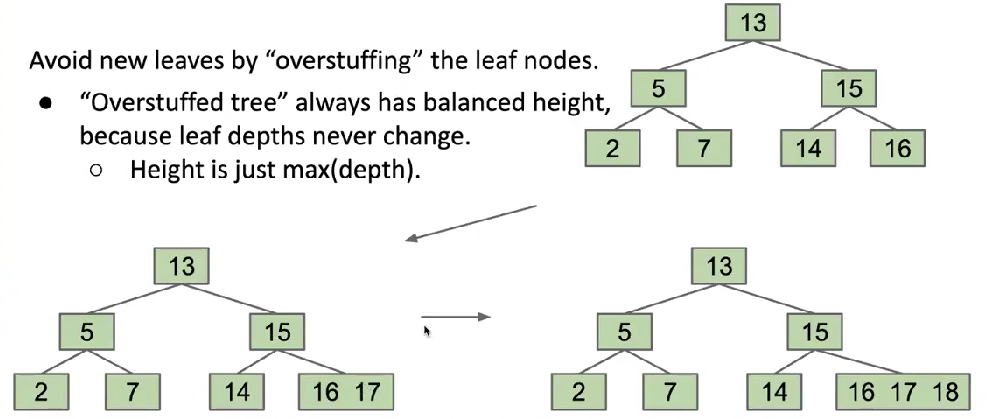 Avoid new leaves by “overstuffing” the leaf nodes.
● “Overstuffed tree” always has balanced height,
because leaf depths never change.
○ Height is just max(depth).
13
5 15
2 7 14 16
13
5 15
2 7 14 16 17
13
5 15
2 7 14 16 17 18